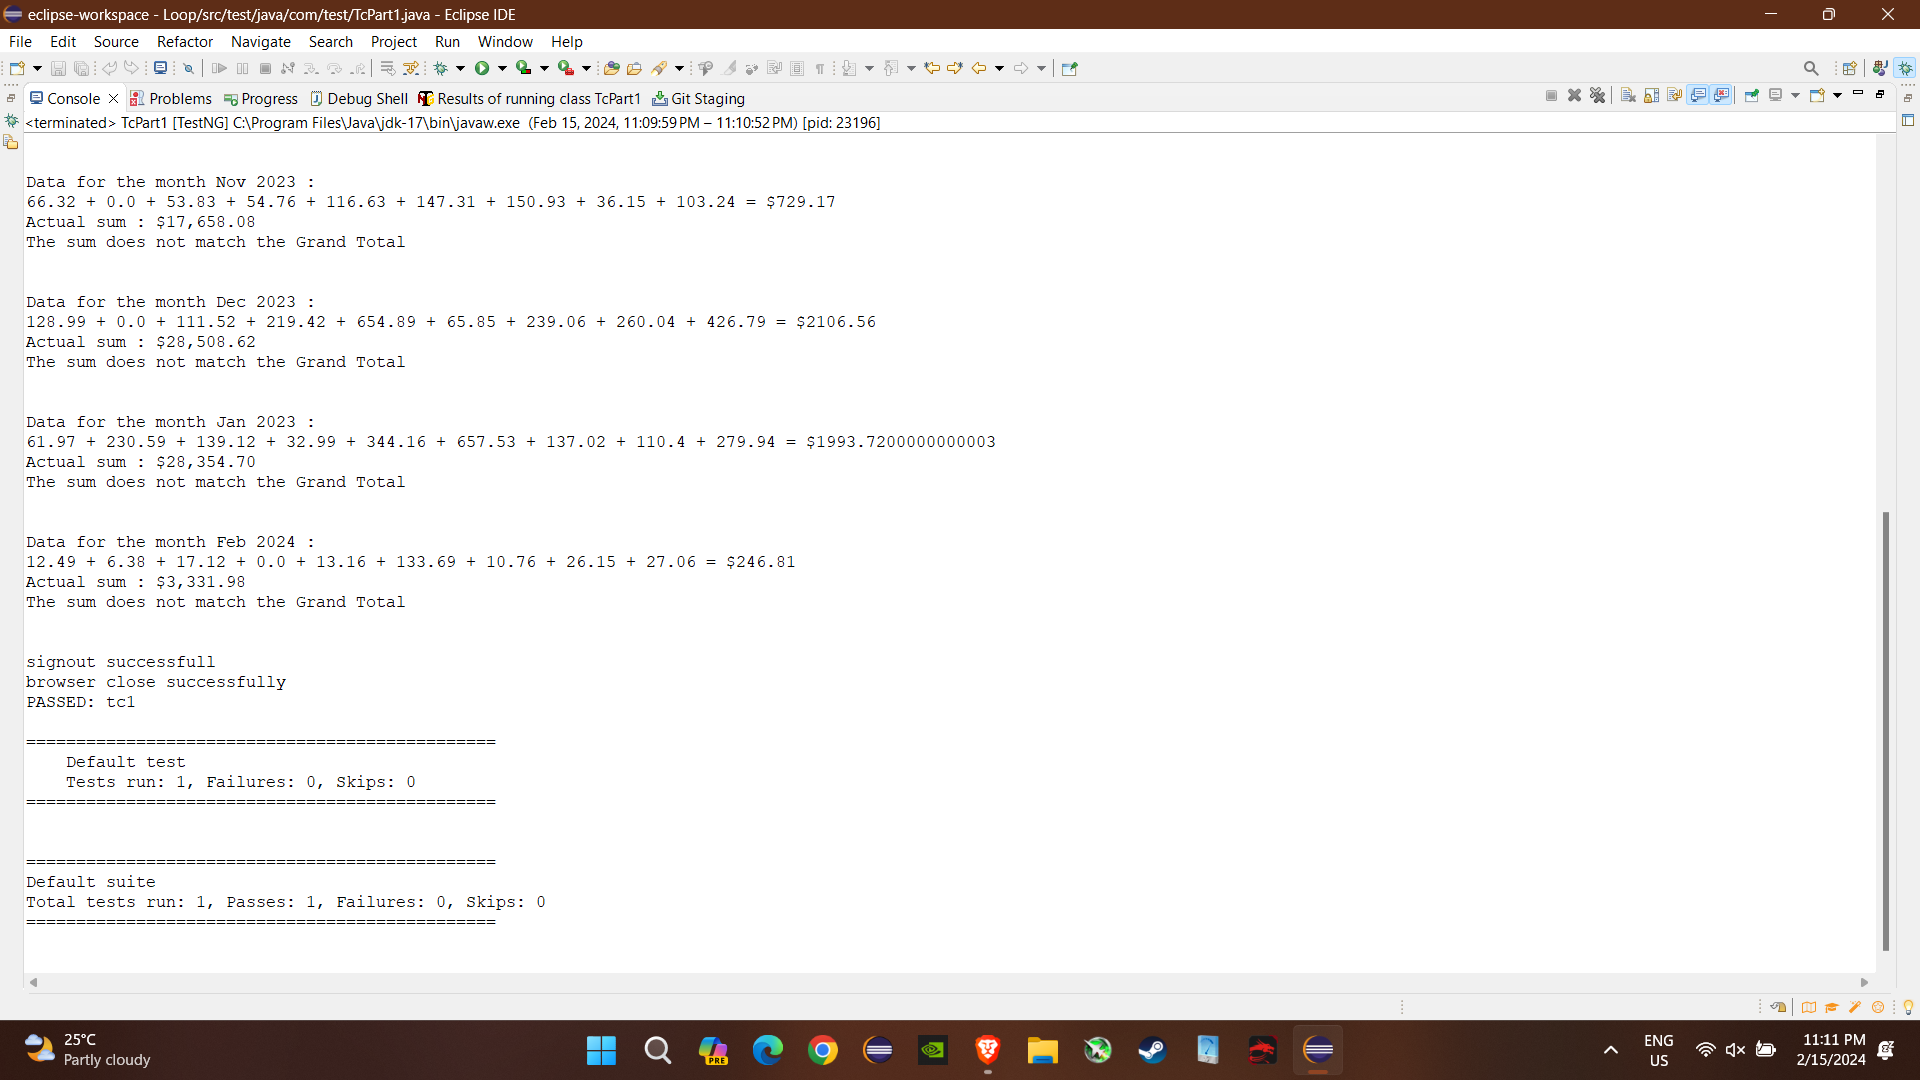 eclipse-workspace - Loop/src/test/java/com/test/TcPart1.java - Eclipse IDE
File Edit Source Refactor Navigate Search Project Run Window Help
Console Problems Progress Debug Shell Results of running class TcPart1 Git Staging
<terminated> TcPart1 [TestNG] C:\Program Files\Java\jdk-17\bin\javaw.exe (Feb 15, 2024, 11:09:59 PM – 11:10:52 PM) [pid: 23196]
Data for the month Nov 2023 :
66.32 + 0.0 + 53.83 + 54.76 + 116.63 + 147.31 + 150.93 + 36.15 + 103.24 = $729.17
Actual sum : $17,658.08
The sum does not match the Grand Total
Data for the month Dec 2023 :
128.99 + 0.0 + 111.52 + 219.42 + 654.89 + 65.85 + 239.06 + 260.04 + 426.79 = $2106.56
Actual sum : $28,508.62
The sum does not match the Grand Total
Data for the month Jan 2023 :
61.97 + 230.59 + 139.12 + 32.99 + 344.16 + 657.53 + 137.02 + 110.4 + 279.94 = $1993.7200000000003
Actual sum : $28,354.70
The sum does not match the Grand Total
Data for the month Feb 2024 :
12.49 + 6.38 + 17.12 + 0.0 + 13.16 + 133.69 + 10.76 + 26.15 + 27.06 = $246.81
Actual sum : $3,331.98
The sum does not match the Grand Total
signout successfull
browser close successfully
PASSED: tc1
===============================================
Default test
Tests run: 1, Failures: 0, Skips: 0
===============================================
===============================================
Default suite
Total tests run: 1, Passes: 1, Failures: 0, Skips: 0
===============================================
25°C
Partly cloudy
PRE
ENG
US
11:11 PM
2/15/2024